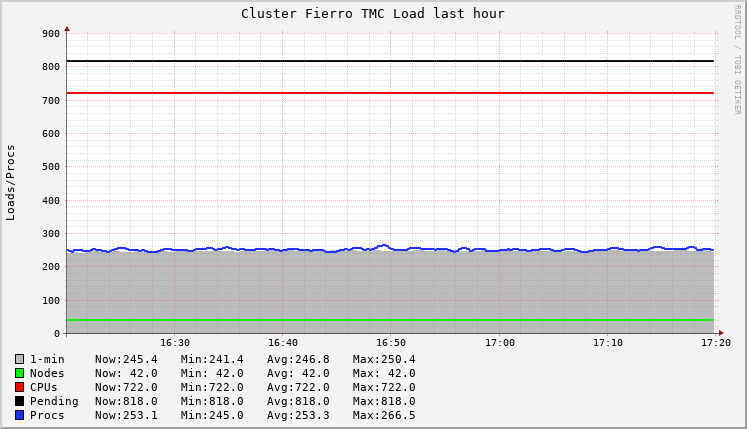 Cluster Fierro TMC Load last hour
RRDTOOL / TOBI OETIKER
Loads/Procs
900
800
700
600
500
400
300
200
100
0
16:30 16:40 16:50 17:00 17:10 17:20
1-min Now:245.4 Min:241.4 Avg:246.8 Max:250.4
Nodes Now: 42.0 Min: 42.0 Avg: 42.0 Max: 42.0
CPUs Now:722.0 Min:722.0 Avg:722.0 Max:722.0
Pending Now:818.0 Min:818.0 Avg:818.0 Max:818.0
Procs Now:253.1 Min:245.0 Avg:253.3 Max:266.5